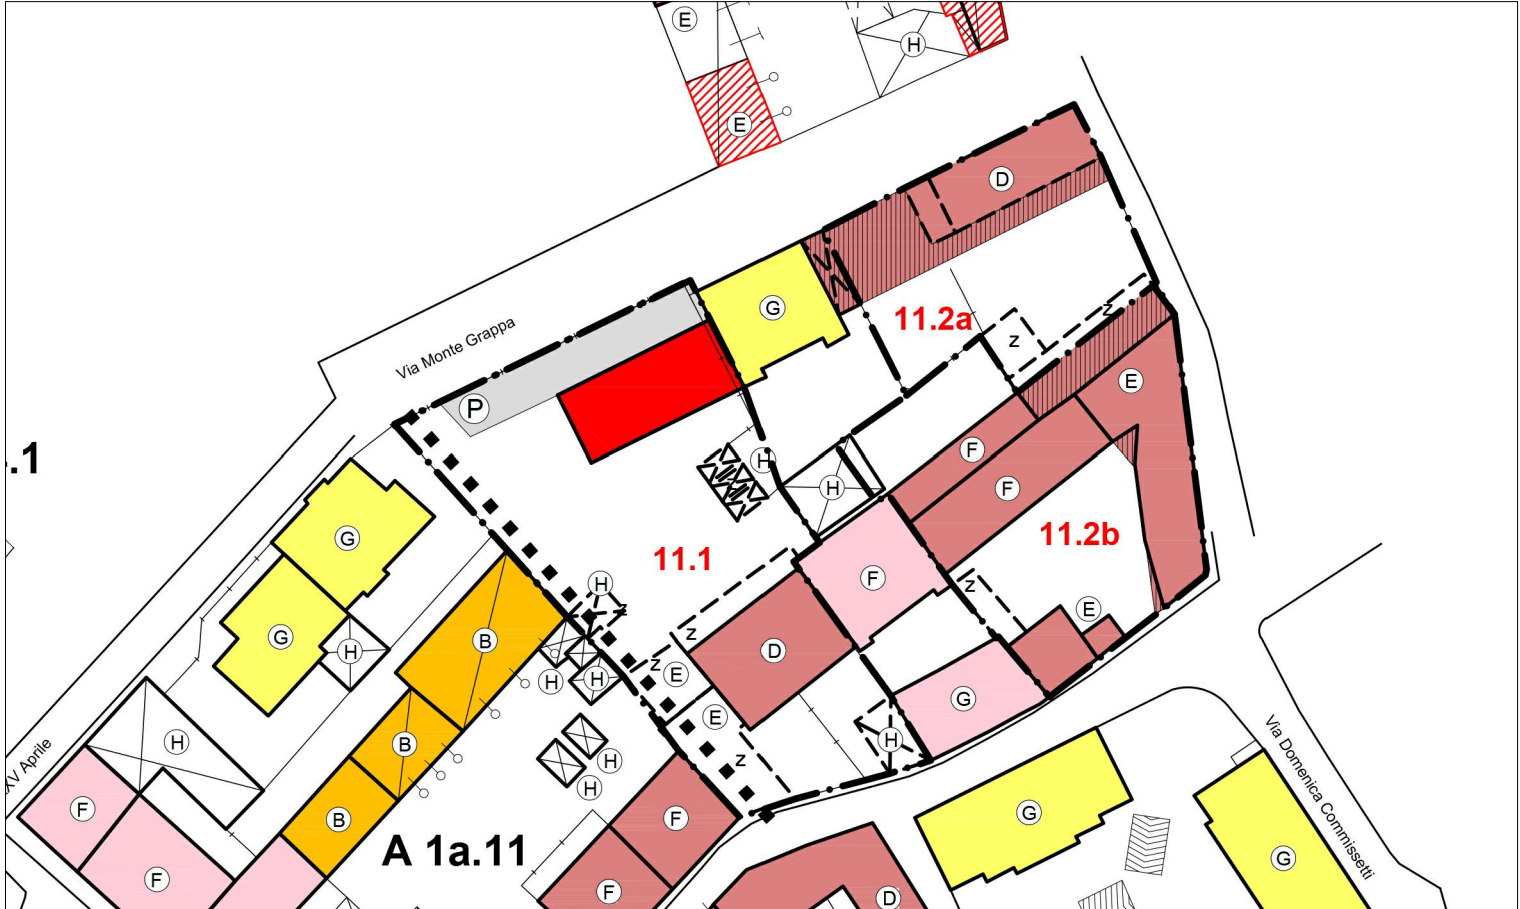 E
H
E
D
G
11.2a
z
z
Via Monte Grappa
E
P
F
.1
H
H
F
G
11.2b
11.1
F
H
z
E
G
B
z
D
H
z
E
H
H
G
F
E
H
B
H
z
XV Aprile
Via Domenica Commissetti
H
H
F
G
F
B
A 1a.11
G
F
F
D